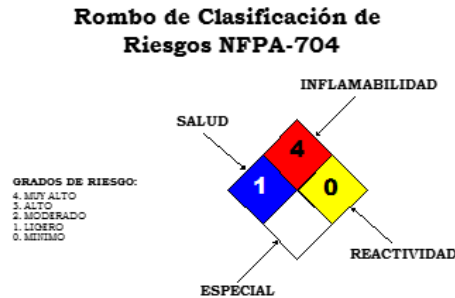 Rombo de Clasificación de
Riesgos NFPA-704
INFLAMABILIDAD
SALUD
4
1
0
GRADOS DE RIESGO:
4. MUY ALTO
3. ALTO
2. MODERADO
1. LIGERO
0. MINIMO
REACTIVIDAD
ESPECIAL